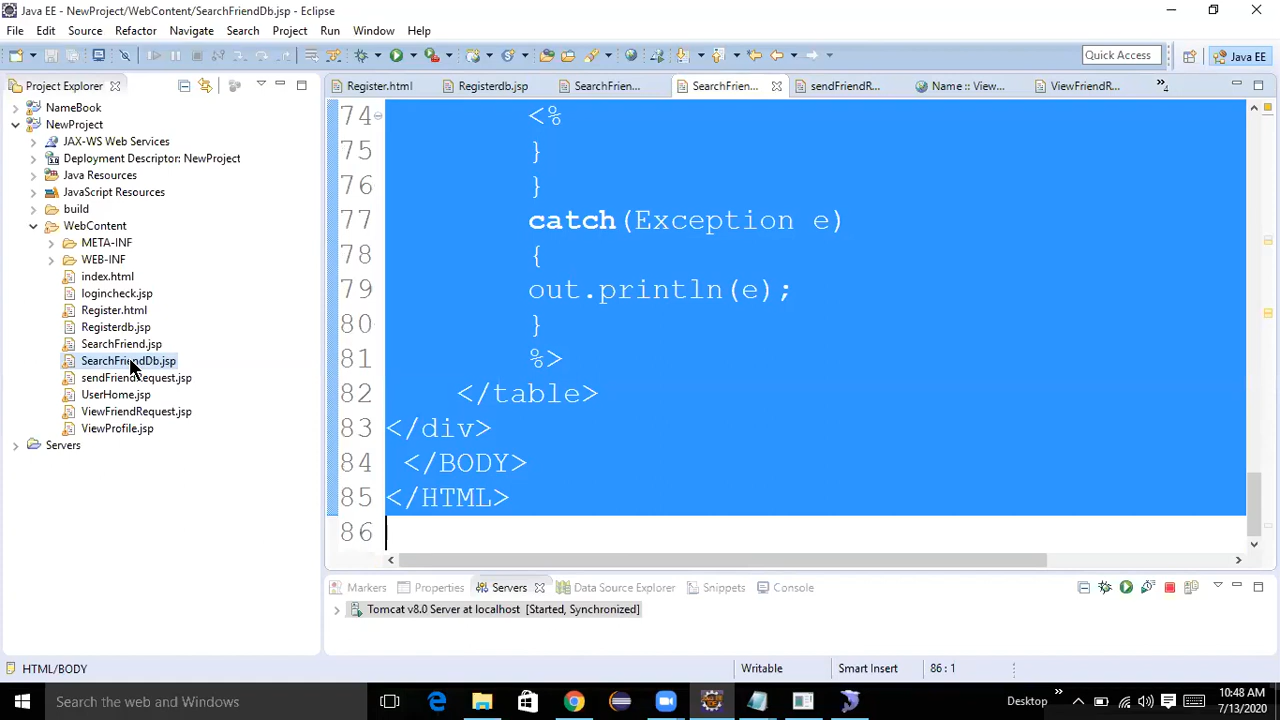 Java EE - NewProject/WebContent/SearchFriendDb.jsp - Eclipse
File Edit Source Refactor Navigate Search Project Run Window Help
Quick Access
Java EE
Project Explorer
NameBook
NewProject
JAX-WS Web Services
Deployment Descriptor: NewProject
Java Resources
JavaScript Resources
build
WebContent
META-INF
WEB-INF
index.html
logincheck.jsp
Register.html
Registerdb.jsp
SearchFriend.jsp
SearchFriendDb.jsp
sendFriendRequest.jsp
UserHome.jsp
ViewFriendRequest.jsp
ViewProfile.jsp
Servers
Register.html Registerdb.jsp SearchFrien... SearchFrien... sendFriendR... Name :: View... ViewFriendR...
74 <%
75 }
76 }
77 catch(Exception e)
78 {
79 out.println(e);
80 }
81 %>
82 </table>
83 </div>
84 </BODY>
85 </HTML>
86
Markers Properties Servers Data Source Explorer Snippets Console
Tomcat v8.0 Server at localhost [Started, Synchronized]
HTML/BODY Writable Smart Insert 86 : 1
Search the web and Windows
Desktop
10:48 AM
7/13/2020